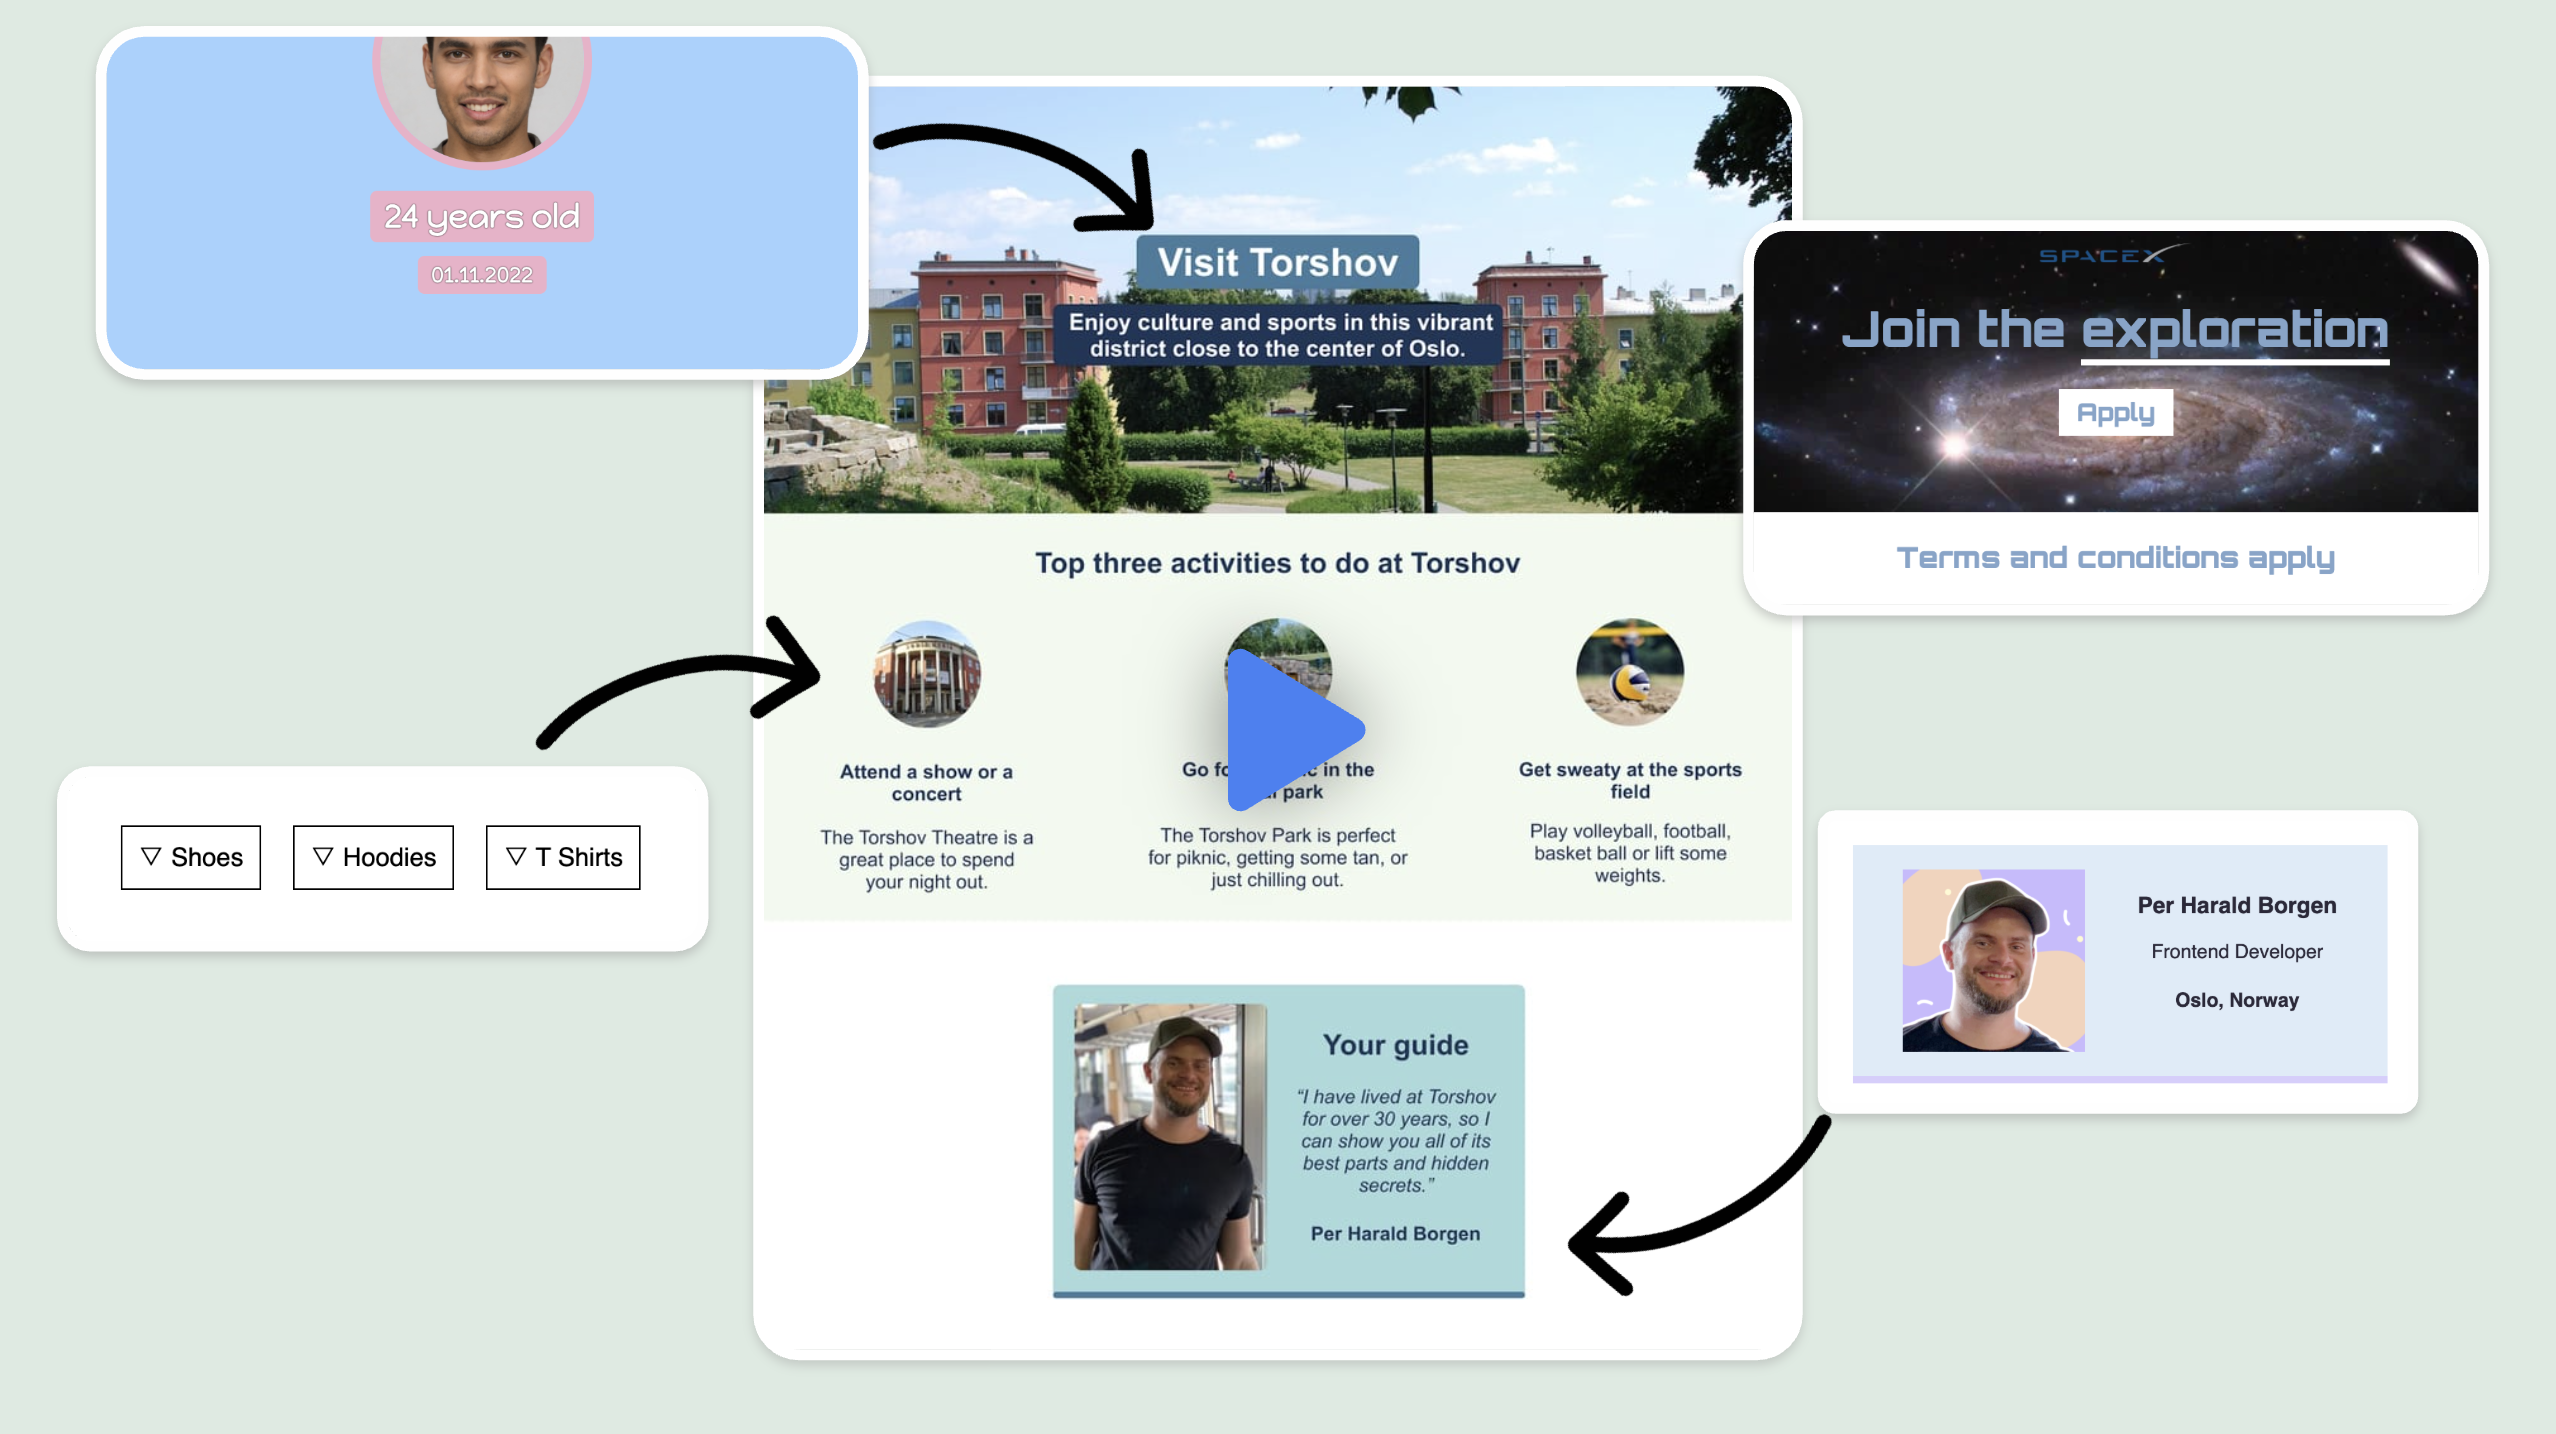 24 years old
01.11.2022
Visit Torshov
Enjoy culture and sports in this vibrant
district close to the center of Oslo.
SPACEX
Join the exploration
Apply
Terms and conditions apply
Top three activities to do at Torshov
Attend a show or a
concert
The Torshov Theatre is a
great place to spend
your night out.
Go in the
park
The Torshov Park is perfect
for piknic, getting some tan, or
just chilling out.
Get sweaty at the sports
field
Play volleyball, football,
basket ball or lift some
weights.
▽ Shoes
▽ Hoodies
▽ T Shirts
Per Harald Borgen
Frontend Developer
Oslo, Norway
Your guide
“I have lived at Torshov
for over 30 years, so I
can show you all of its
best parts and hidden
secrets.”
Per Harald Borgen